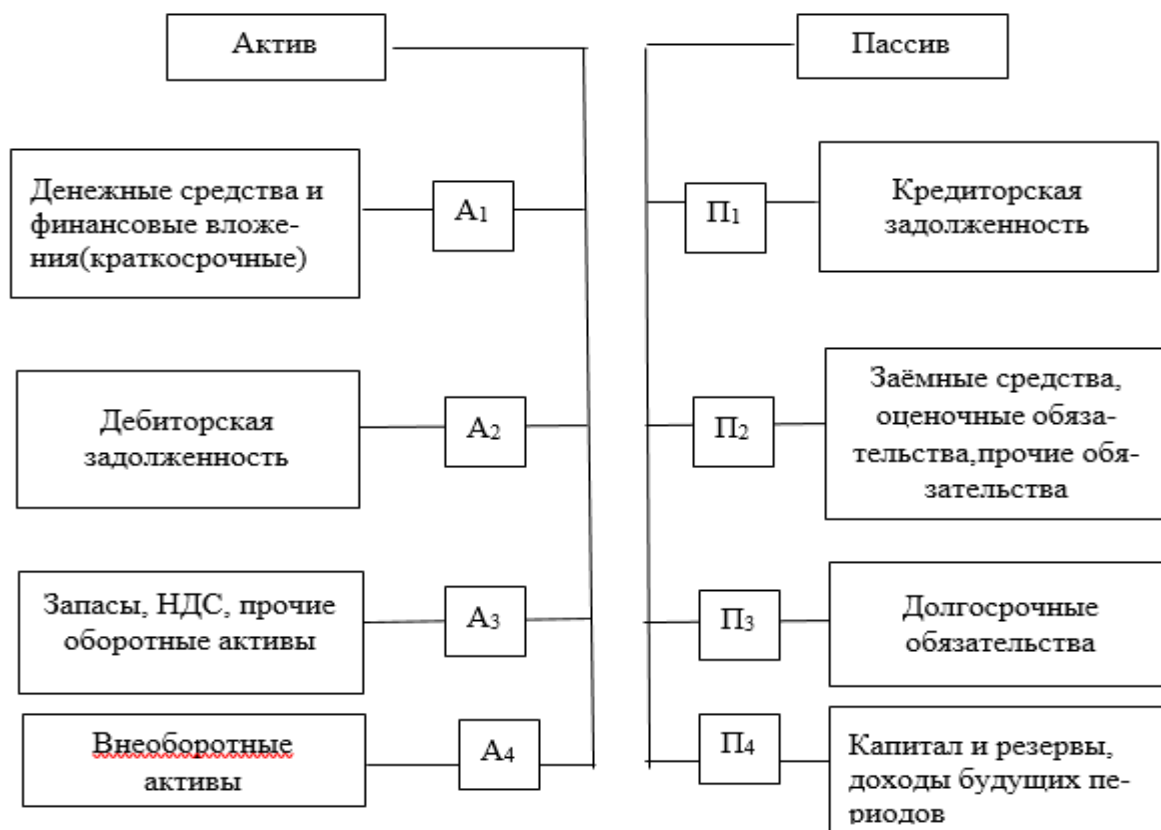 Актив
Пассив
Денежные средства и
финансовые вложе-
ния(краткосрочные)
А1
П1
Кредиторская
задолженность
Дебиторская
задолженность
А2
П2
Заёмные средства,
оценочные обяза-
тельства,прочие обя-
зательства
Запасы, НДС, прочие
оборотные активы
А3
П3
Долгосрочные
обязательства
Внеоборотные
активы
А4
П4
Капитал и резервы,
доходы будущих пе-
риодов